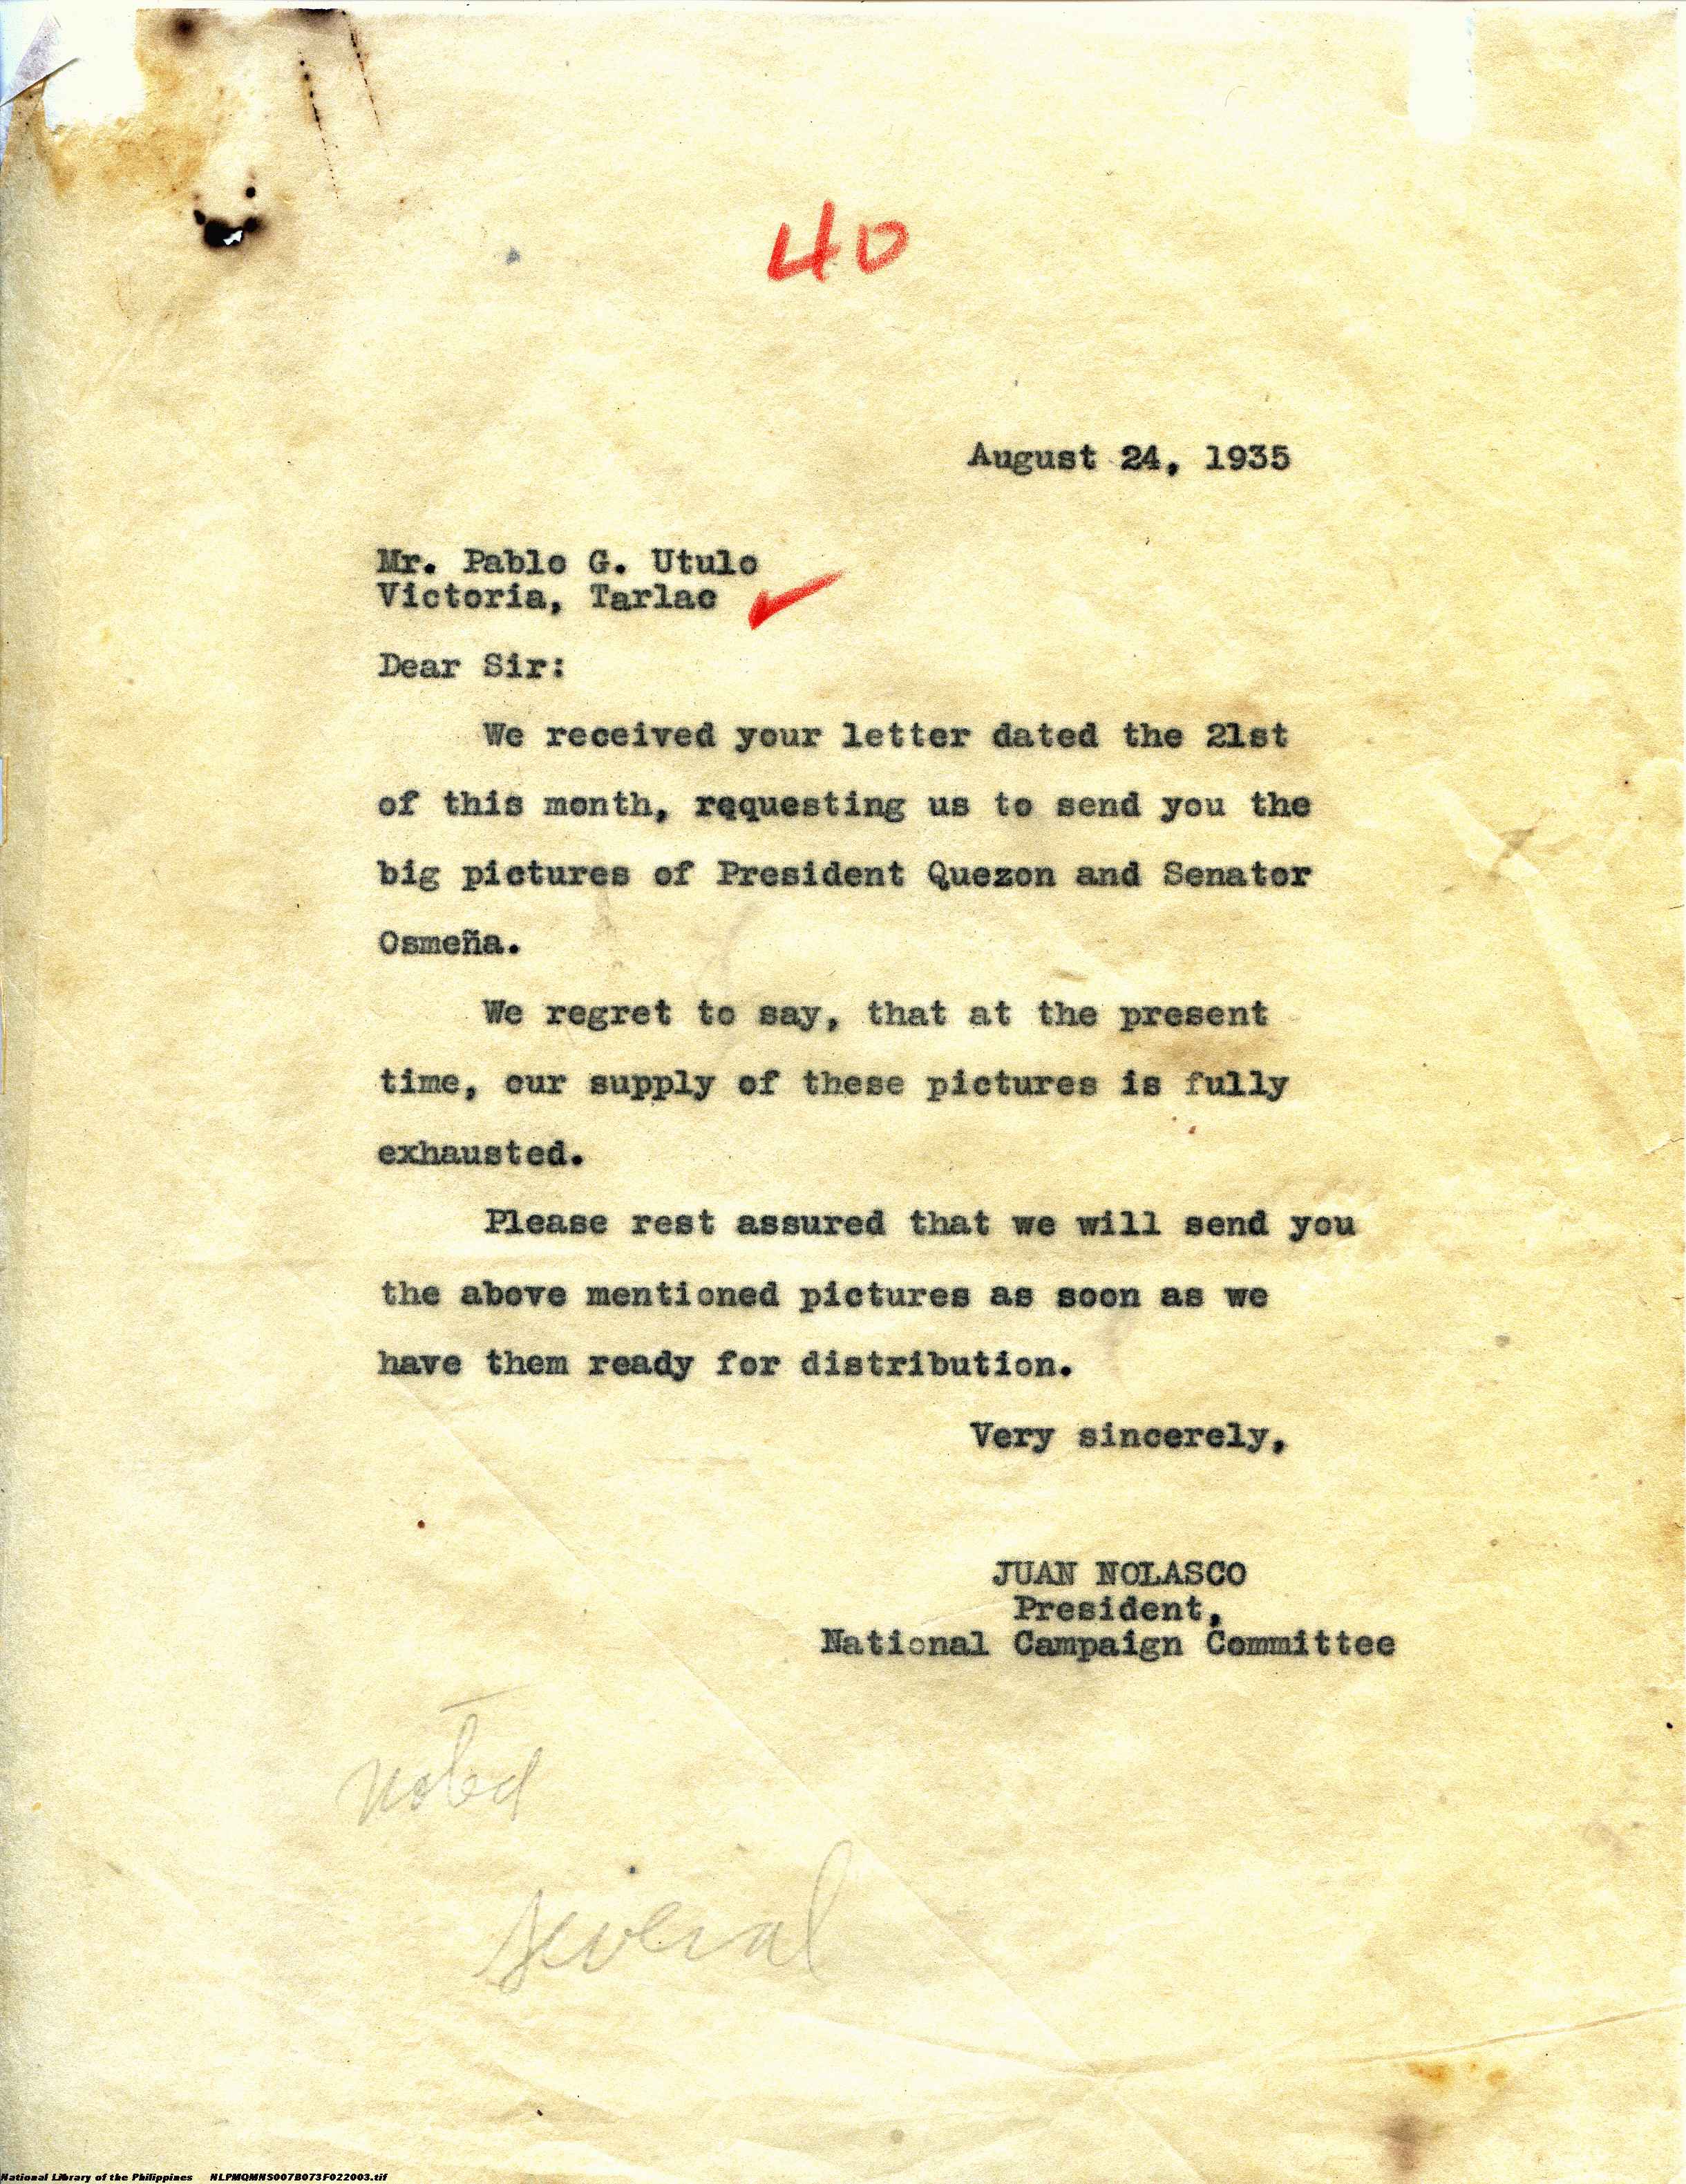 40
August 24, 1935
Mr. Pablo G. Utulo
Victoria, Tarlac
Dear Sir:
We received your letter dated the 21st
of this month, requesting us to send you the
big pictures of President Quezon and Senator
Osmeña.
We regret to say, that at the present
time, our supply of these pictures is fully
exhausted.
Please rest assured that we will send you
the above mentioned pictures as soon as we
have them ready for distribution.
Very sincerely,
JUAN NOLASCO
President,
National Campaign Committee
noted
several
National Library of the Philippines NLPMQMNS007B073F022003.tif